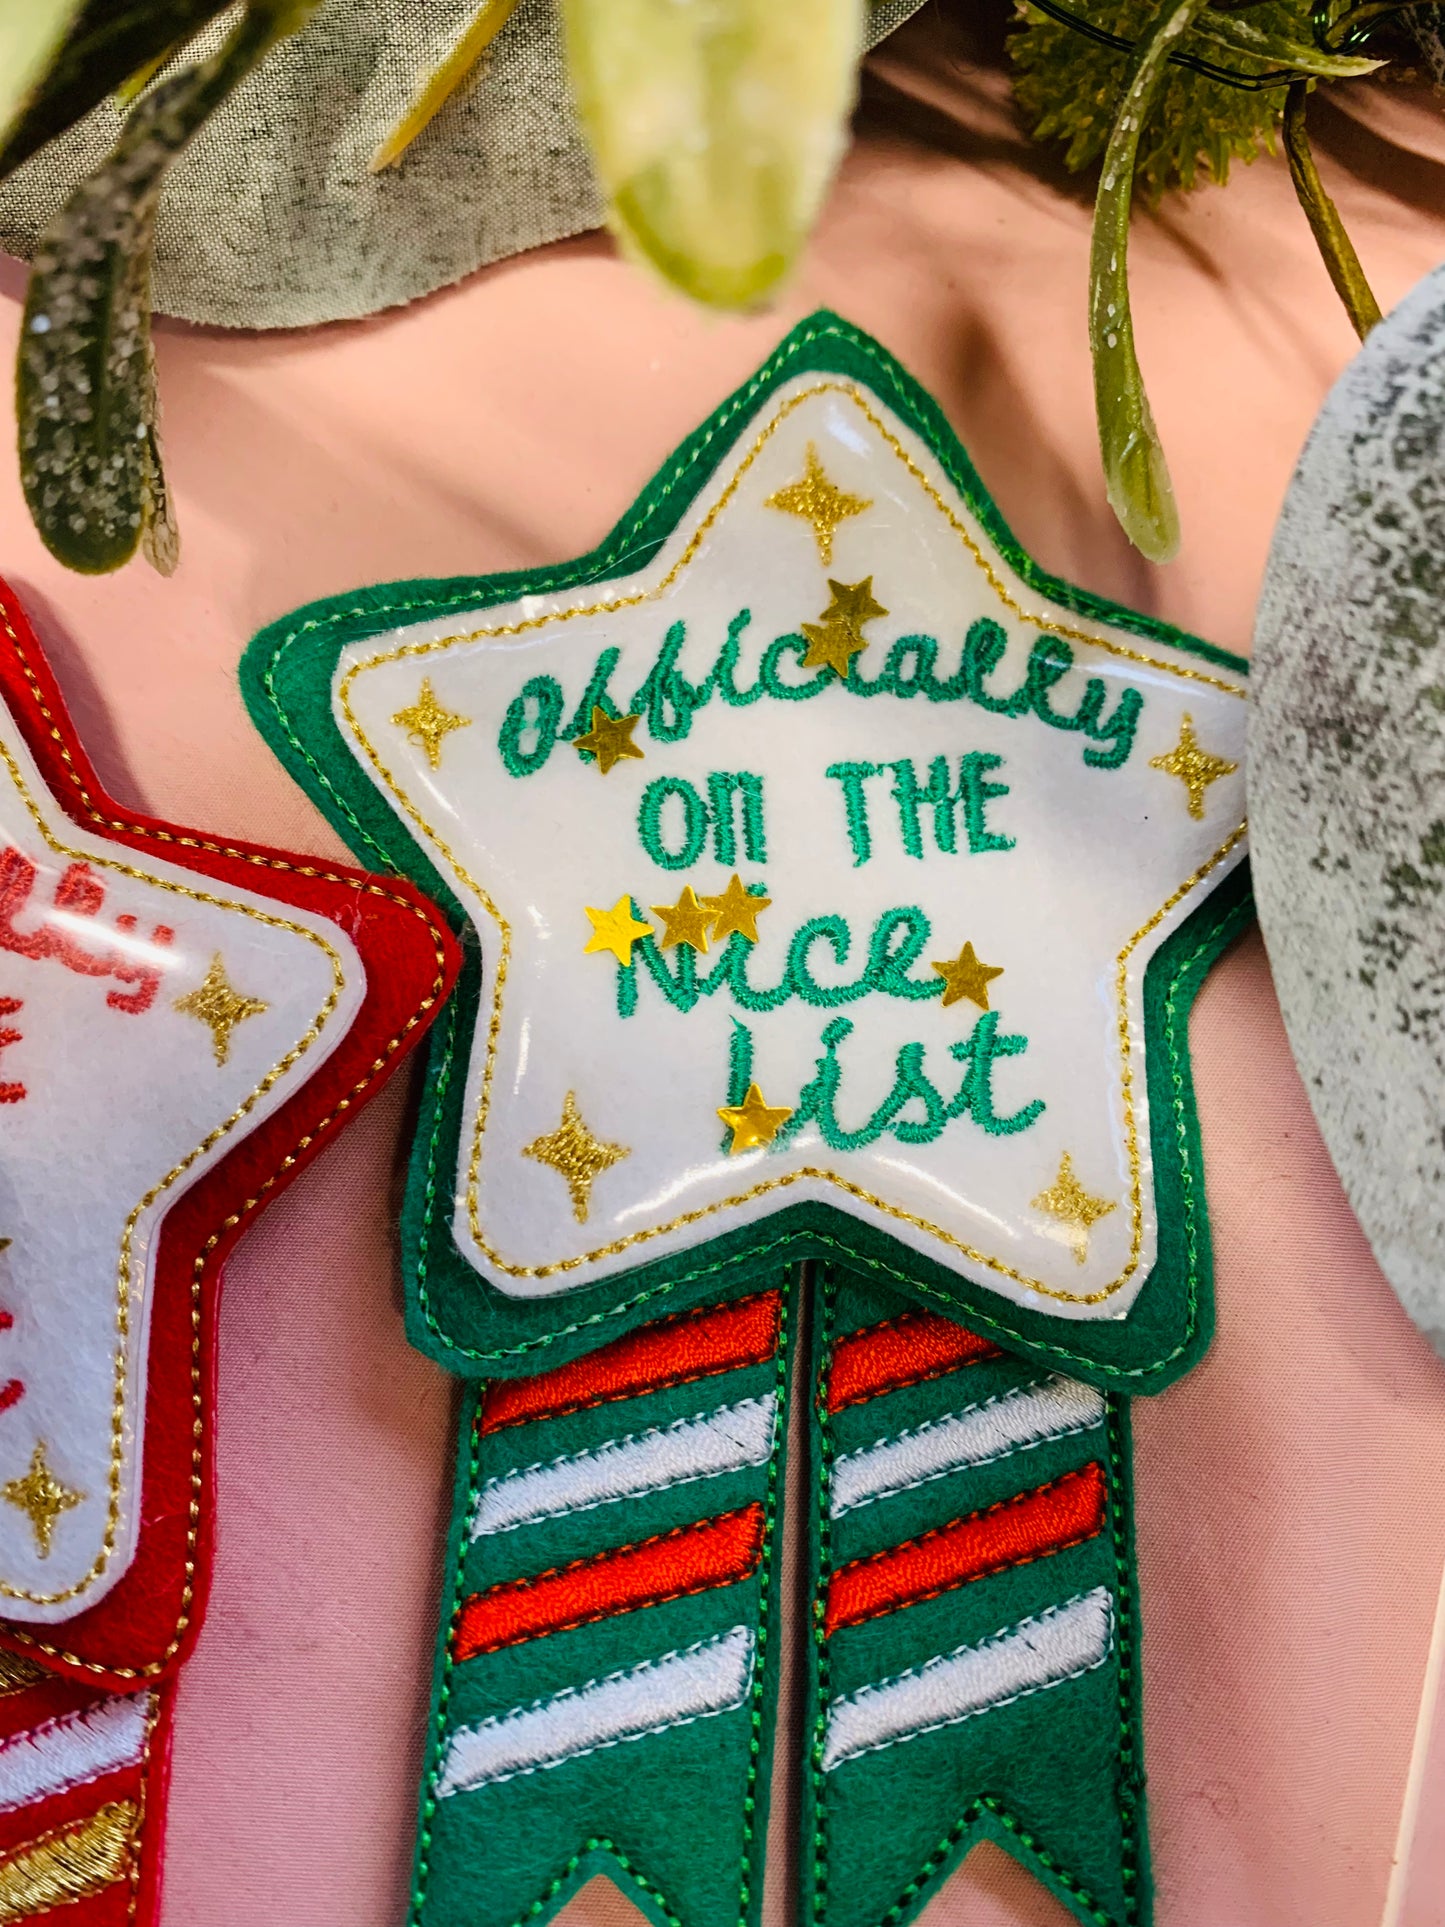 Officially
ON THE
Nice
List